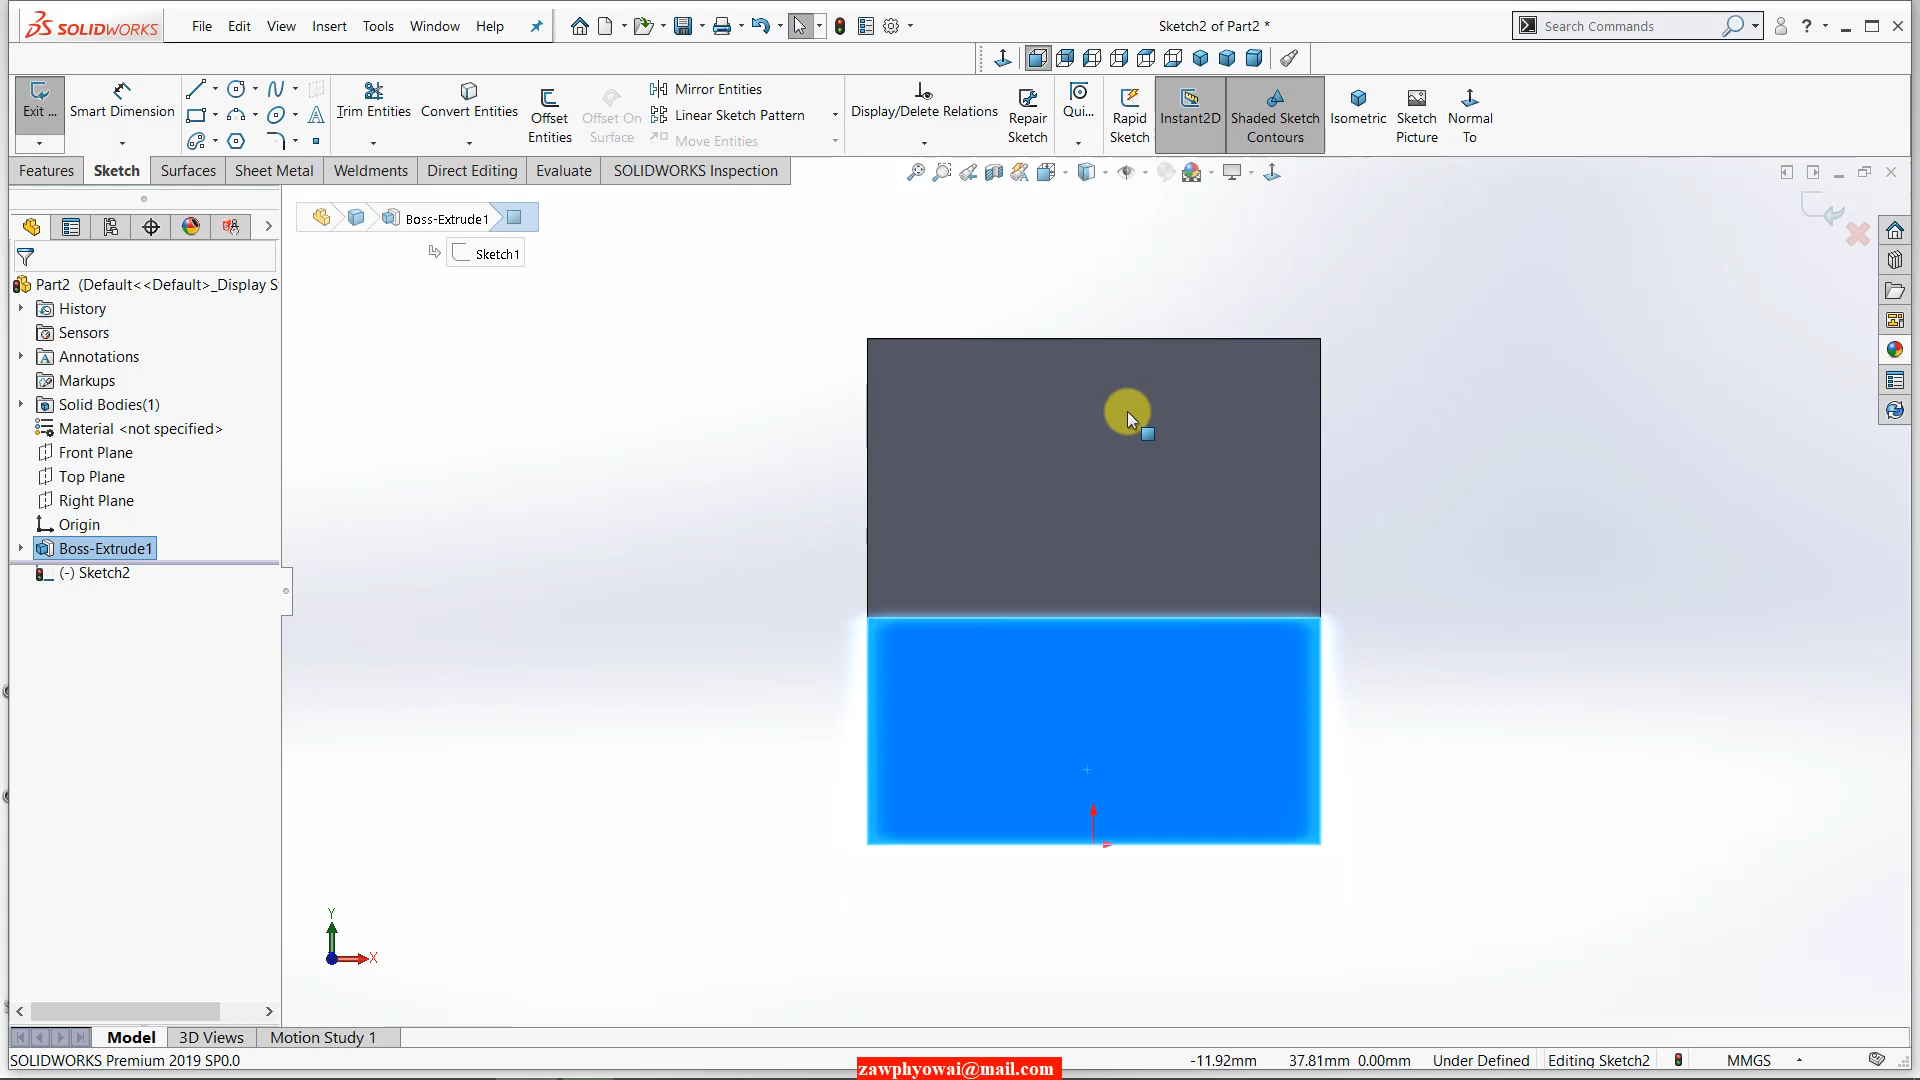 SOLIDWORKS
File Edit View Insert Tools Window Help
Sketch2 of Part2 *
Search Commands
?
Exit ...
Smart Dimension
Trim Entities
Convert Entities
Offset Entities
Offset On Surface
Mirror Entities
Linear Sketch Pattern
Move Entities
Display/Delete Relations
Repair Sketch
Qui...
Rapid Sketch
Instant2D
Shaded Sketch Contours
Isometric
Sketch Picture
Normal To
Features Sketch Surfaces Sheet Metal Weldments Direct Editing Evaluate SOLIDWORKS Inspection
Boss-Extrude1
Sketch1
Part2 (Default<<Default>_Display S
History
Sensors
Annotations
Markups
Solid Bodies(1)
Material <not specified>
Front Plane
Top Plane
Right Plane
Origin
Boss-Extrude1
(-) Sketch2
Y
X
Model 3D Views Motion Study 1
SOLIDWORKS Premium 2019 SP0.0
zawphyowai@mail.com
-11.92mm 37.81mm 0.00mm Under Defined Editing Sketch2 MMGS